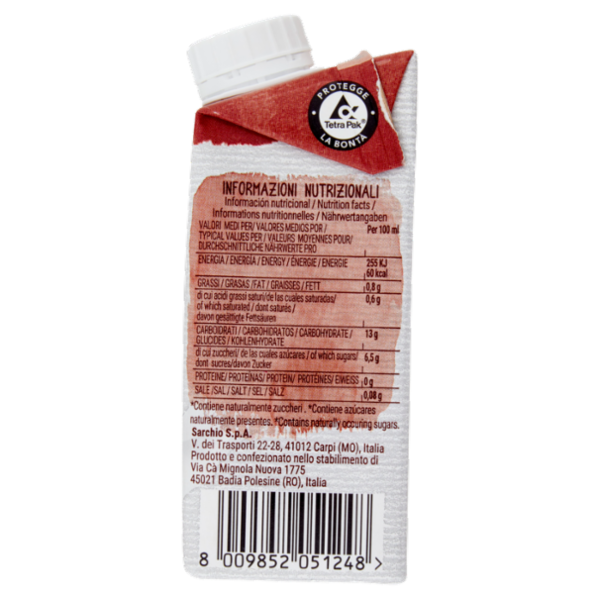 PROTEGGE
Tetra Pak®
LA BONTÀ
INFORMAZIONI NUTRIZIONALI
Información nutricional / Nutrition facts /
Informations nutritionnelles / Nährwertangaben
VALORI MEDI PER/ VALORES MEDIOS POR /
TYPICAL VALUES PER / VALEURS MOYENNES POUR/
DURCHSCHNITTLICHE NÄHRWERTE PRO
Per 100 ml
ENERGIA / ENERGIA / ENERGY / ÉNERGIE / ENERGIE
255 KJ
60 kcal
GRASSI / GRASAS / FAT / GRAISSES / FETT
0,8 g
di cui acidi grassi saturi/de las cuales saturadas/
of which saturated / dont saturés /
davon gesättigte Fettsäuren
0,6 g
CARBOIDRATI / CARBOHIDRATOS / CARBOHYDRATE /
GLUCIDES / KOHLENHYDRATE
13 g
di cui zuccheri/ de las cuales azúcares / of which sugars/
dont sucres/davon Zucker
6,5 g
PROTEINE/ PROTEÍNAS/ PROTEIN/ PROTÉINES/ EIWEISS
0 g
SALE /SAL / SALT / SEL / SALZ
0,08 g
*Contiene naturalmente zuccheri . *Contiene azúcares
naturalmente presentes. *Contains naturally occuring sugars.
Sarchio S.p.A.
V. dei Trasporti 22-28, 41012 Carpi (MO), Italia
Prodotto e confezionato nello stabilimento di
Via Cà Mignola Nuova 1775
45021 Badia Polesine (RO), Italia
8 009852 051248 >